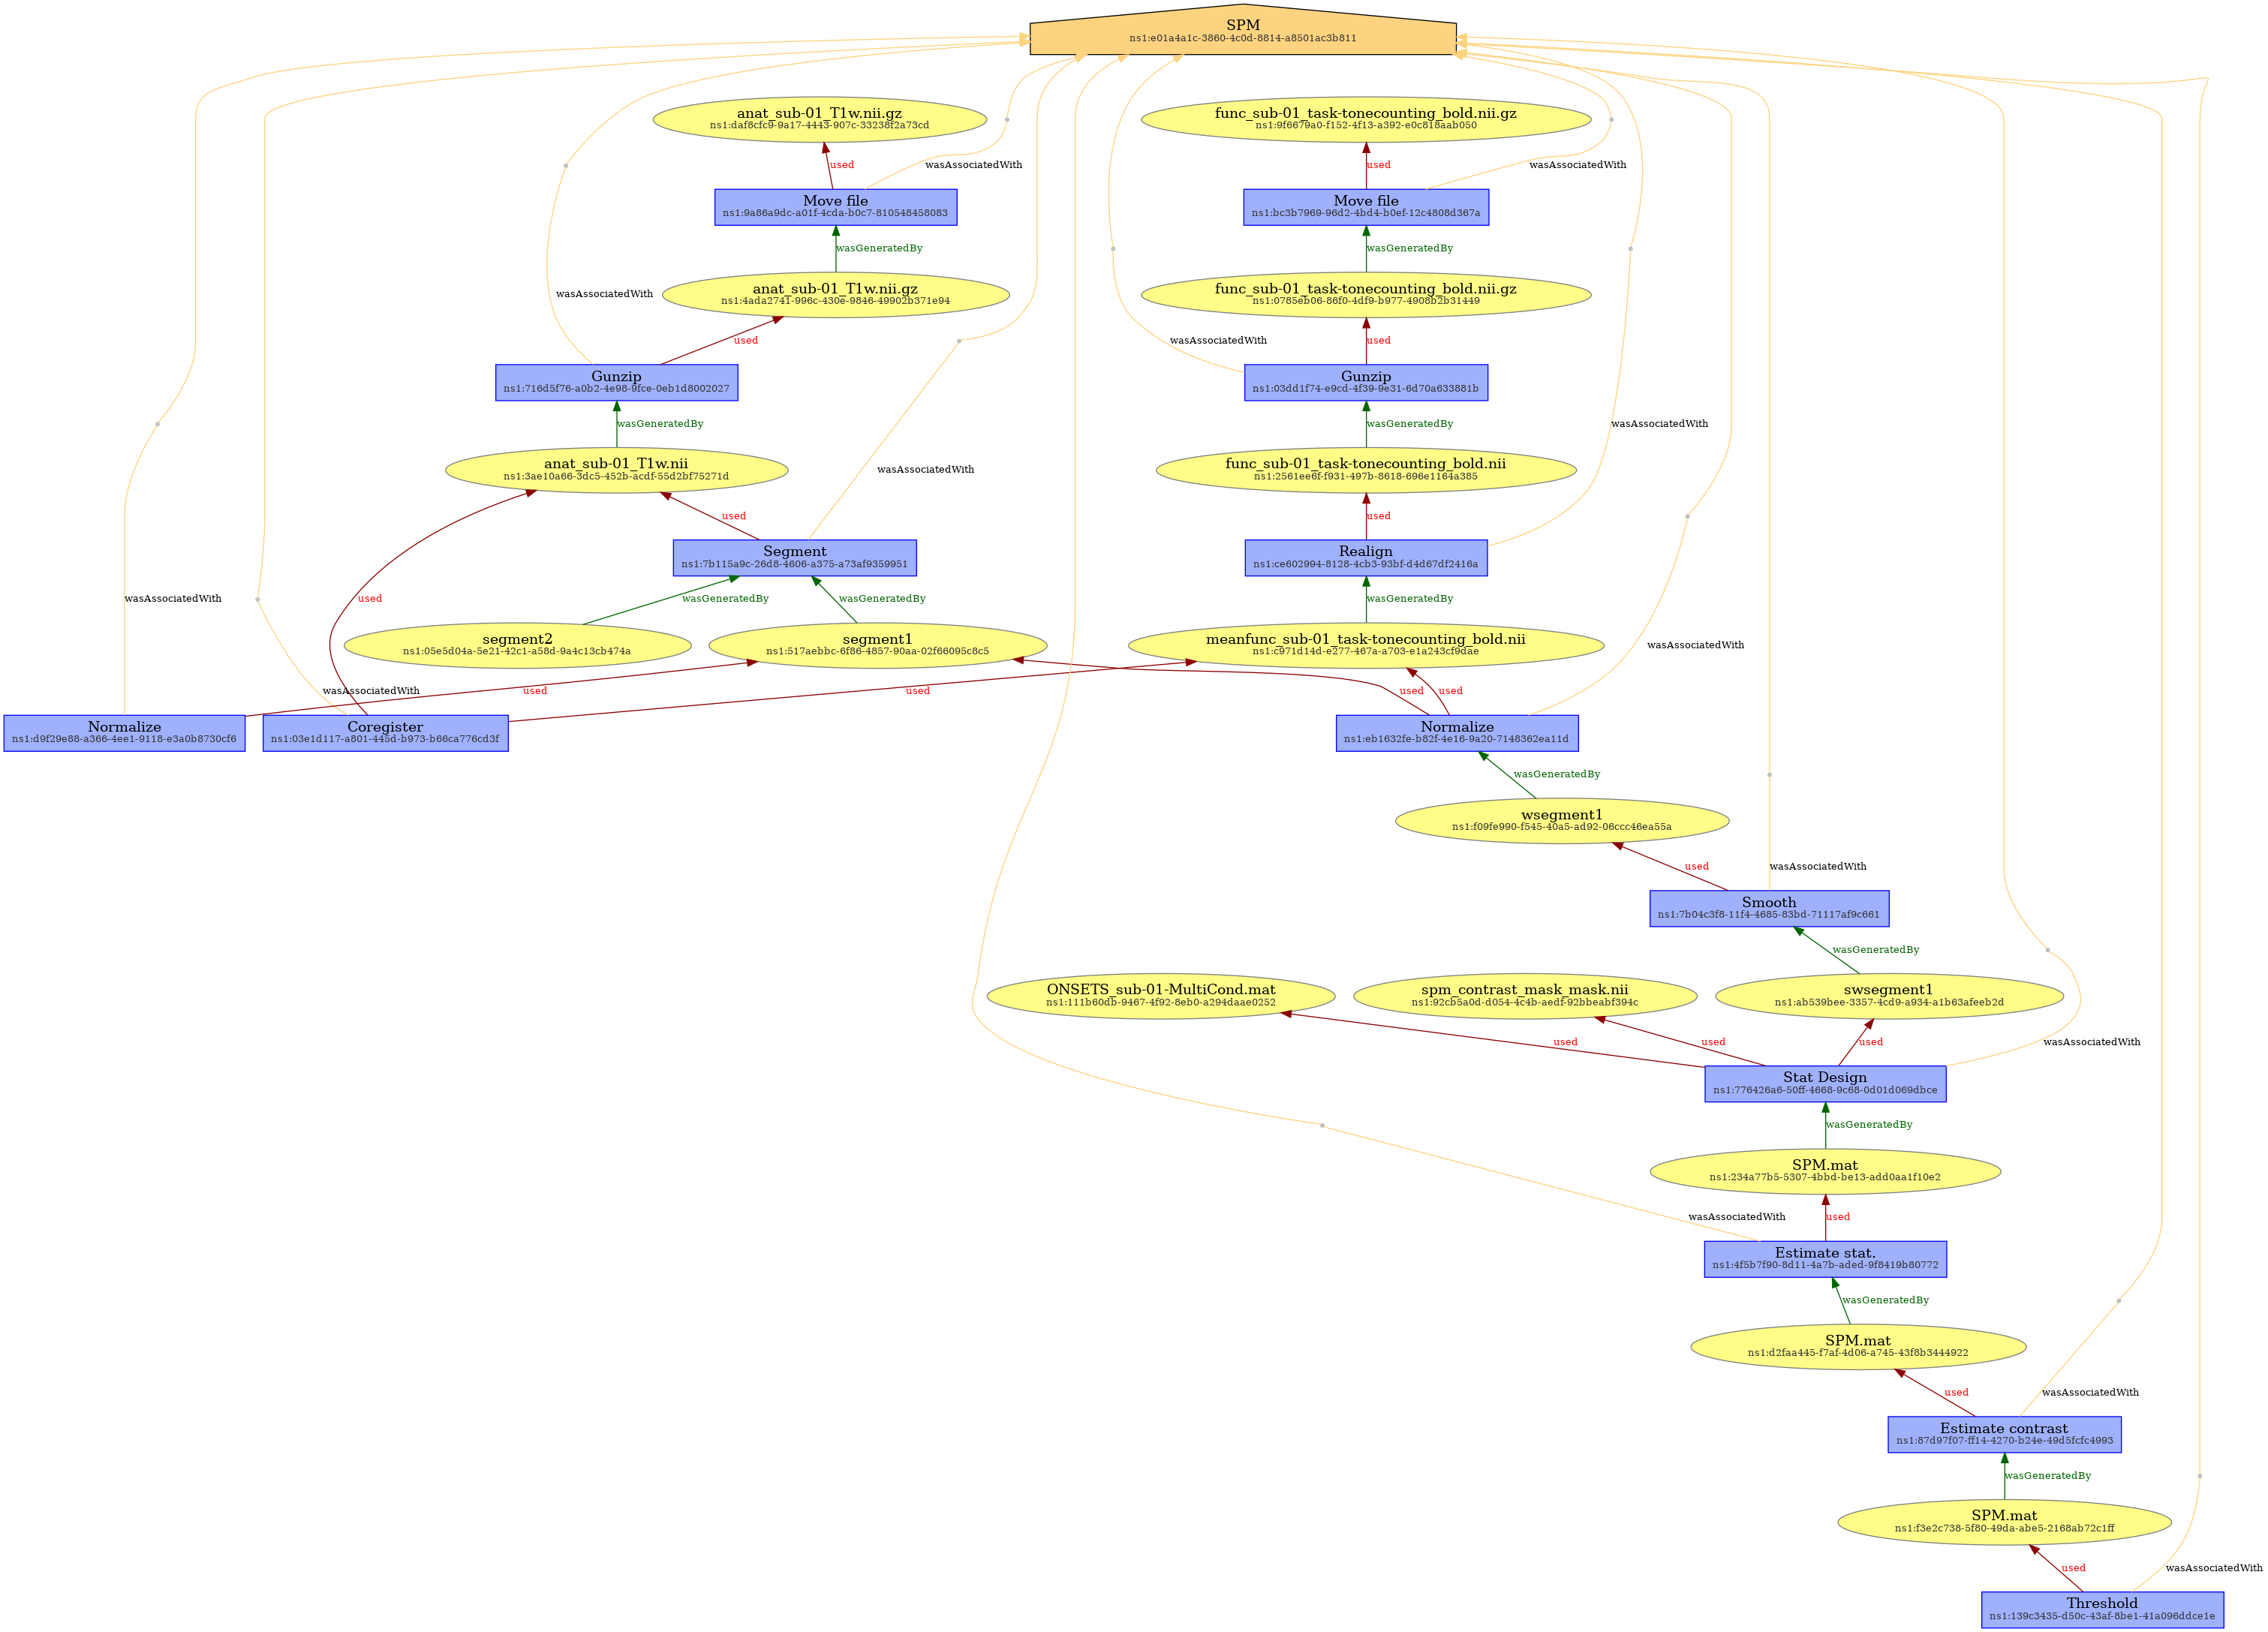 SPM
ns1:e01a4a1c-3860-4c0d-8814-a8501ac3b811
anat_sub-01_T1w.nii.gz
ns1:daf8cfc9-9a17-4443-907c-33238f2a73cd
func_sub-01_task-tonecounting_bold.nii.gz
ns1:9f6679a0-f152-4f13-a392-e0c818aab050
used
wasAssociatedWith
used
wasAssociatedWith
Move file
ns1:9a86a9dc-a01f-4cda-b0c7-810548458083
Move file
ns1:bc3b7969-96d2-4bd4-b0ef-12c4808d367a
wasGeneratedBy
wasGeneratedBy
wasAssociatedWith
anat_sub-01_T1w.nii.gz
ns1:4ada2741-996c-430e-9846-49902b371e94
func_sub-01_task-tonecounting_bold.nii.gz
ns1:0785eb06-86f0-4df9-b977-4908b2b31449
used
wasAssociatedWith
used
Gunzip
ns1:716d5f76-a0b2-4e98-9fce-0eb1d8002027
Gunzip
ns1:03dd1f74-e9cd-4f39-9e31-6d70a633881b
wasGeneratedBy
wasGeneratedBy
wasAssociatedWith
anat_sub-01_T1w.nii
ns1:3ae10a66-3dc5-452b-acdf-55d2bf75271d
wasAssociatedWith
func_sub-01_task-tonecounting_bold.nii
ns1:2561ee6f-f931-497b-8618-696e1164a385
used
used
Segment
ns1:7b115a9c-26d8-4606-a375-a73af9359951
Realign
ns1:ce602994-8128-4cb3-93bf-d4d67df2416a
wasAssociatedWith
used
wasGeneratedBy
wasGeneratedBy
wasGeneratedBy
segment2
ns1:05e5d04a-5e21-42c1-a58d-9a4c13cb474a
segment1
ns1:517aebbc-6f86-4857-90aa-02f66095c8c5
meanfunc_sub-01_task-tonecounting_bold.nii
ns1:c971d14d-e277-467a-a703-e1a243cf9dae
wasAssociatedWith
wasAssociatedWith
used
used
used
used
Normalize
ns1:d9f29e88-a366-4ee1-9118-e3a0b8730cf6
Coregister
ns1:03e1d117-a801-445d-b973-b66ca776cd3f
Normalize
ns1:eb1632fe-b82f-4e16-9a20-7148362ea11d
wasGeneratedBy
wsegment1
ns1:f09fe990-f545-40a5-ad92-06ccc46ea55a
used
wasAssociatedWith
Smooth
ns1:7b04c3f8-11f4-4685-83bd-71117af9c661
wasGeneratedBy
ONSETS_sub-01-MultiCond.mat
ns1:111b60db-9467-4f92-8eb0-a294daae0252
spm_contrast_mask_mask.nii
ns1:92cb5a0d-d054-4c4b-aedf-92bbeabf394c
swsegment1
ns1:ab539bee-3357-4cd9-a934-a1b63afeeb2d
used
used
used
wasAssociatedWith
Stat Design
ns1:776426a6-50ff-4668-9c68-0d01d069dbce
wasGeneratedBy
SPM.mat
ns1:234a77b5-5307-4bbd-be13-add0aa1f10e2
wasAssociatedWith
used
Estimate stat.
ns1:4f5b7f90-8d11-4a7b-aded-9f8419b80772
wasGeneratedBy
SPM.mat
ns1:d2faa445-f7af-4d06-a745-43f8b3444922
used
wasAssociatedWith
Estimate contrast
ns1:87d97f07-ff14-4270-b24e-49d5fcfc4993
wasGeneratedBy
SPM.mat
ns1:f3e2c738-5f80-49da-abe5-2168ab72c1ff
used
wasAssociatedWith
Threshold
ns1:139c3435-d50c-43af-8be1-41a096ddce1e